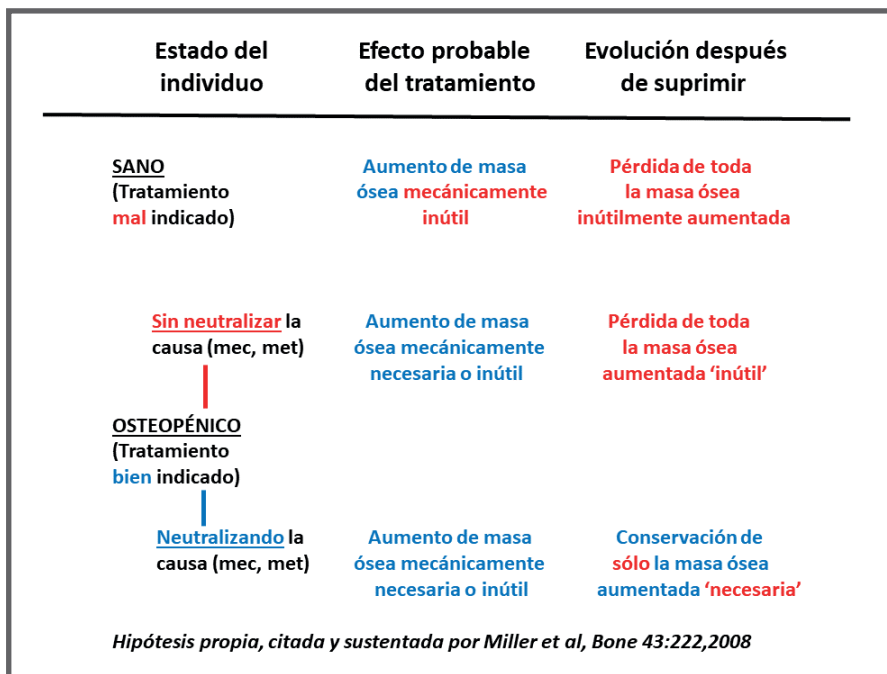 Estado del individuo
Efecto probable del tratamiento
Evolución después de suprimir
SANO
(Tratamiento
mal indicado)
Aumento de masa
ósea mecánicamente
inútil
Pérdida de toda
la masa ósea
inútilmente aumentada
Sin neutralizar la
causa (mec, met)
Aumento de masa
ósea mecánicamente
necesaria o inútil
Pérdida de toda
la masa ósea
aumentada ‘inútil’
OSTEOPÉNICO
(Tratamiento
bien indicado)
Neutralizando la
causa (mec, met)
Aumento de masa
ósea mecánicamente
necesaria o inútil
Conservación de
sólo la masa ósea
aumentada ‘necesaria’
Hipótesis propia, citada y sustentada por Miller et al, Bone 43:222,2008